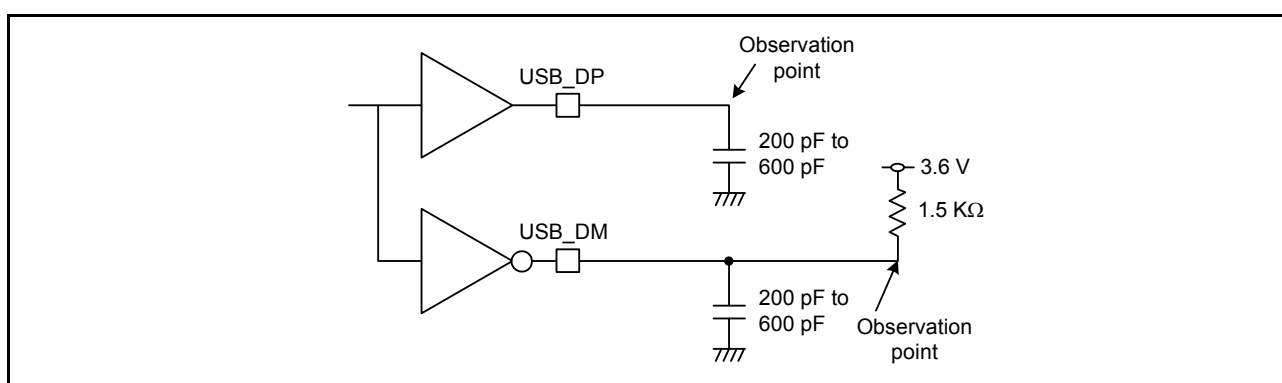 Observation
point
USB_DP
200 pF to
600 pF
3.6 V
1.5 KΩ
USB_DM
200 pF to
600 pF
Observation
point